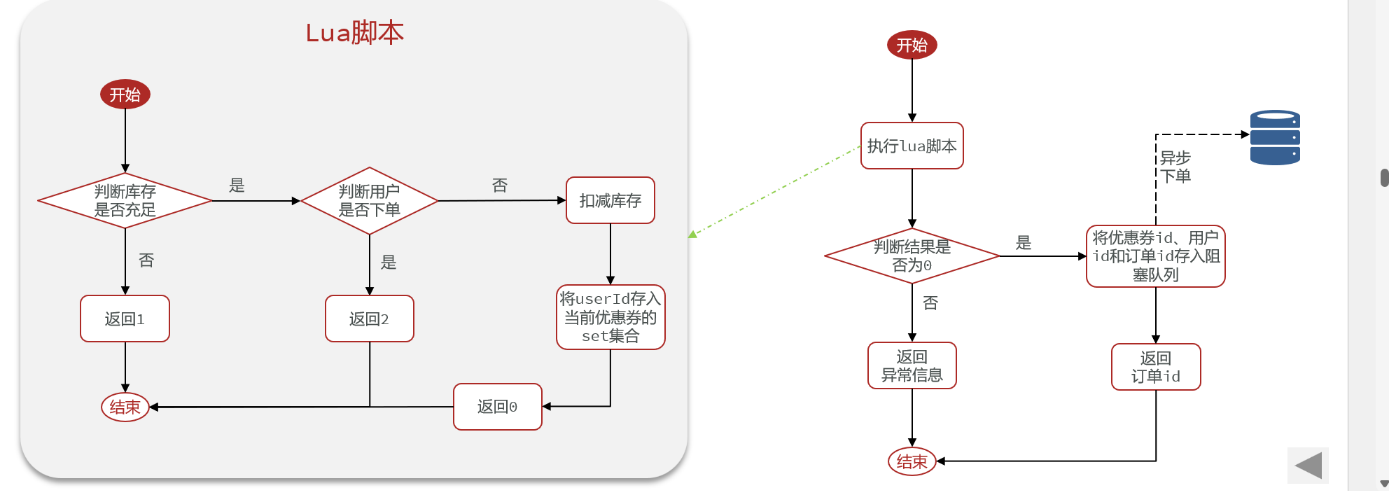 Lua脚本
开始
判断库存
是否充足
是
判断用户
是否下单
否
扣减库存
否
是
返回1
返回2
将userId存入
当前优惠券的
set集合
返回0
结束
开始
执行lua脚本
异步
下单
判断结果是
否为0
是
将优惠券id、用户
id和订单id存入阻
塞队列
否
返回
异常信息
返回
订单id
结束